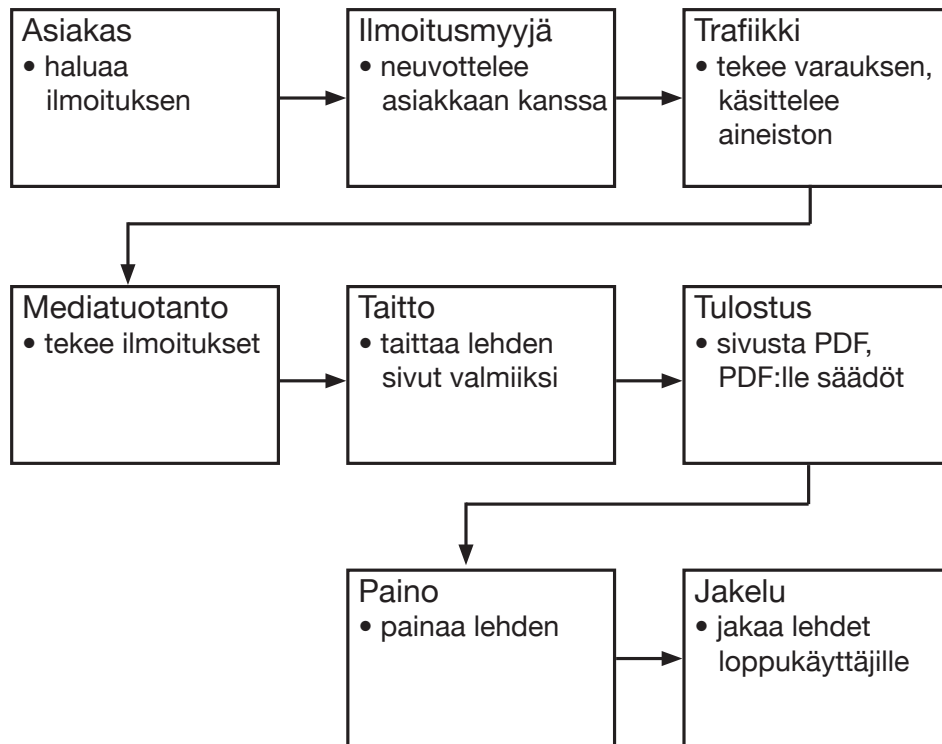 Asiakas
• haluaa
ilmoituksen
Ilmoitusmyyjä
• neuvottelee
asiakkaan kanssa
Trafiikki
• tekee varauksen,
käsittelee
aineiston
Mediatuotanto
• tekee ilmoitukset
Taitto
• taittaa lehden
sivut valmiiksi
Tulostus
• sivusta PDF,
PDF:lle säädöt
Paino
• painaa lehden
Jakelu
• jakaa lehdet
loppukäyttäjille